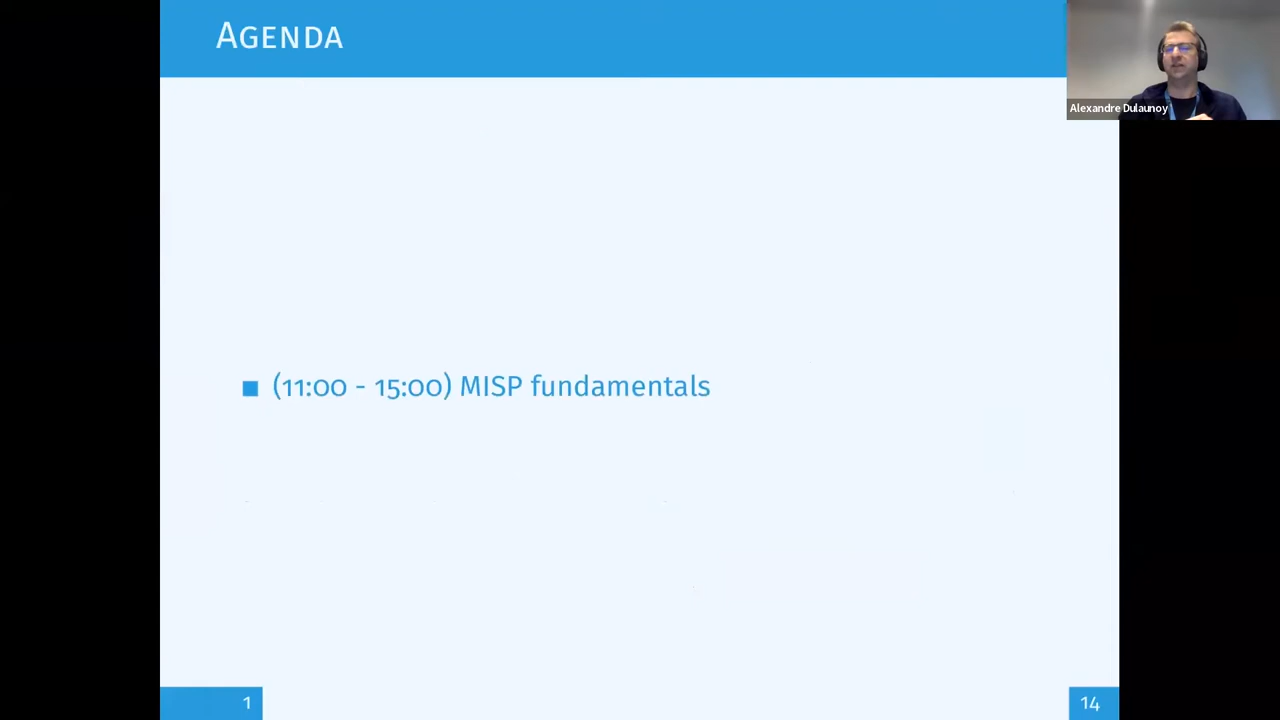 Agenda
Alexandre Dulaunoy
(11:00 - 15:00) MISP fundamentals
1
14